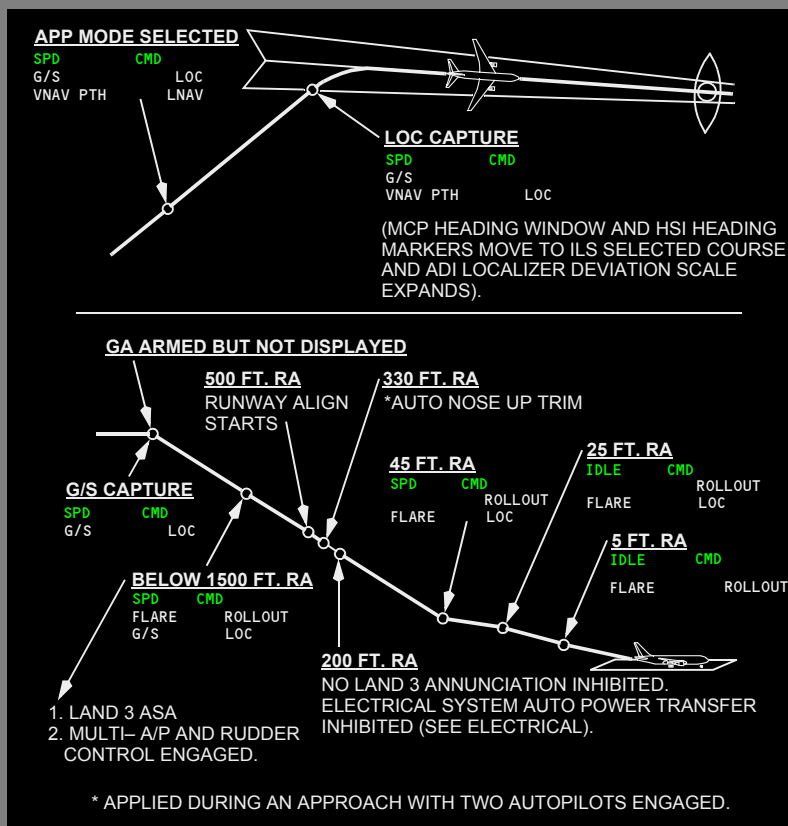 APP MODE SELECTED
SPD CMD
G/S LOC
VNAV PTH LNAV
LOC CAPTURE
SPD CMD
G/S
VNAV PTH LOC
(MCP HEADING WINDOW AND HSI HEADING
MARKERS MOVE TO ILS SELECTED COURSE
AND ADI LOCALIZER DEVIATION SCALE
EXPANDS).
GA ARMED BUT NOT DISPLAYED
500 FT. RA
RUNWAY ALIGN
STARTS
330 FT. RA
*AUTO NOSE UP TRIM
G/S CAPTURE
SPD CMD
G/S LOC
45 FT. RA
SPD CMD
ROLLOUT
FLARE LOC
25 FT. RA
IDLE CMD
ROLLOUT
FLARE LOC
5 FT. RA
IDLE CMD
FLARE ROLLOUT
BELOW 1500 FT. RA
SPD CMD
FLARE ROLLOUT
G/S LOC
200 FT. RA
NO LAND 3 ANNUNCIATION INHIBITED.
ELECTRICAL SYSTEM AUTO POWER TRANSFER
INHIBITED (SEE ELECTRICAL).
1. LAND 3 ASA
2. MULTI– A/P AND RUDDER
CONTROL ENGAGED.
* APPLIED DURING AN APPROACH WITH TWO AUTOPILOTS ENGAGED.